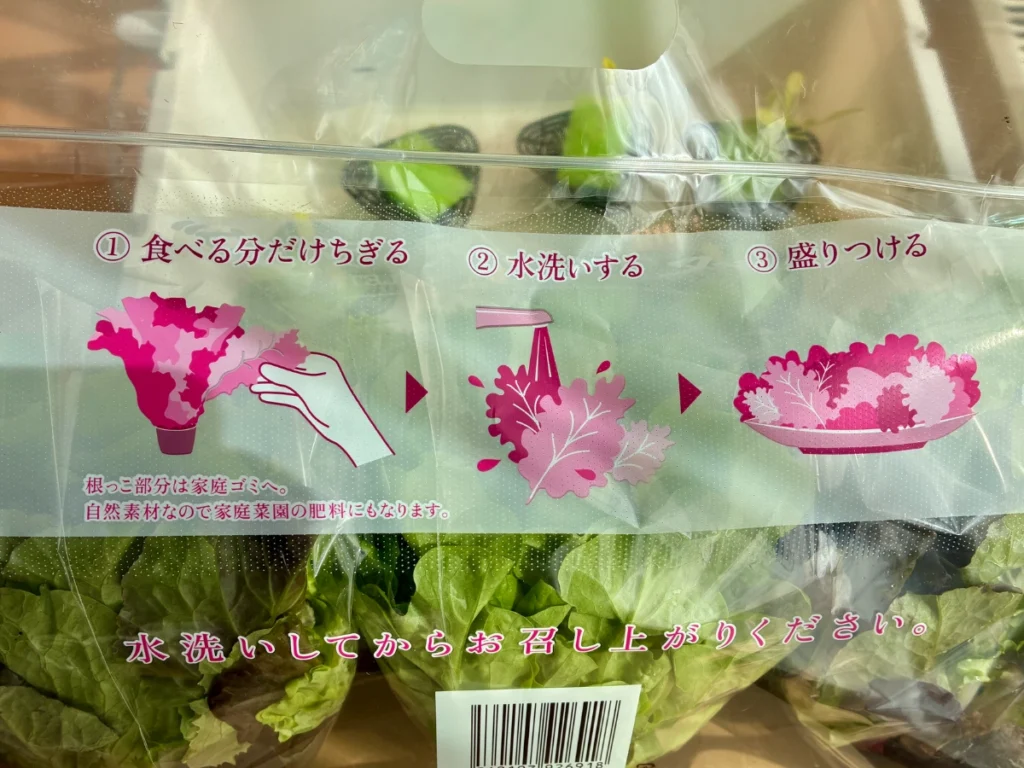 ① 食べる分だけちぎる
② 水洗いする
③ 盛りつける
根っこ部分は家庭ゴミへ。
自然素材なので家庭菜園の肥料にもなります。
水洗いしてからお召し上がりください。